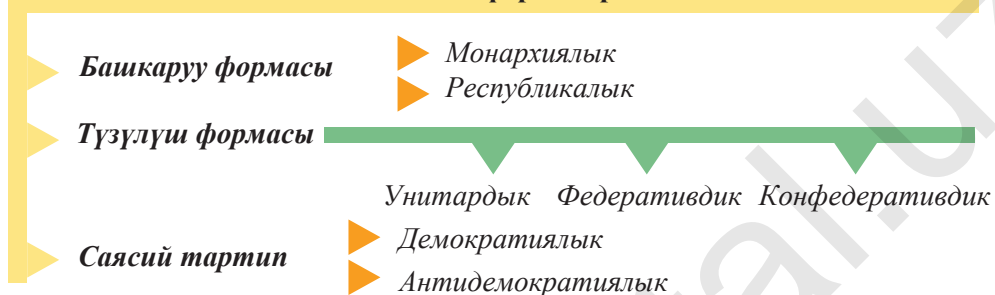 Башкаруу формасы
Монархиялык
Республикалык
Түзүлүш формасы
Унитардык Федеративдик Конфедеративдик
Саясий тартип
Демократиялык
Антидемократиялык